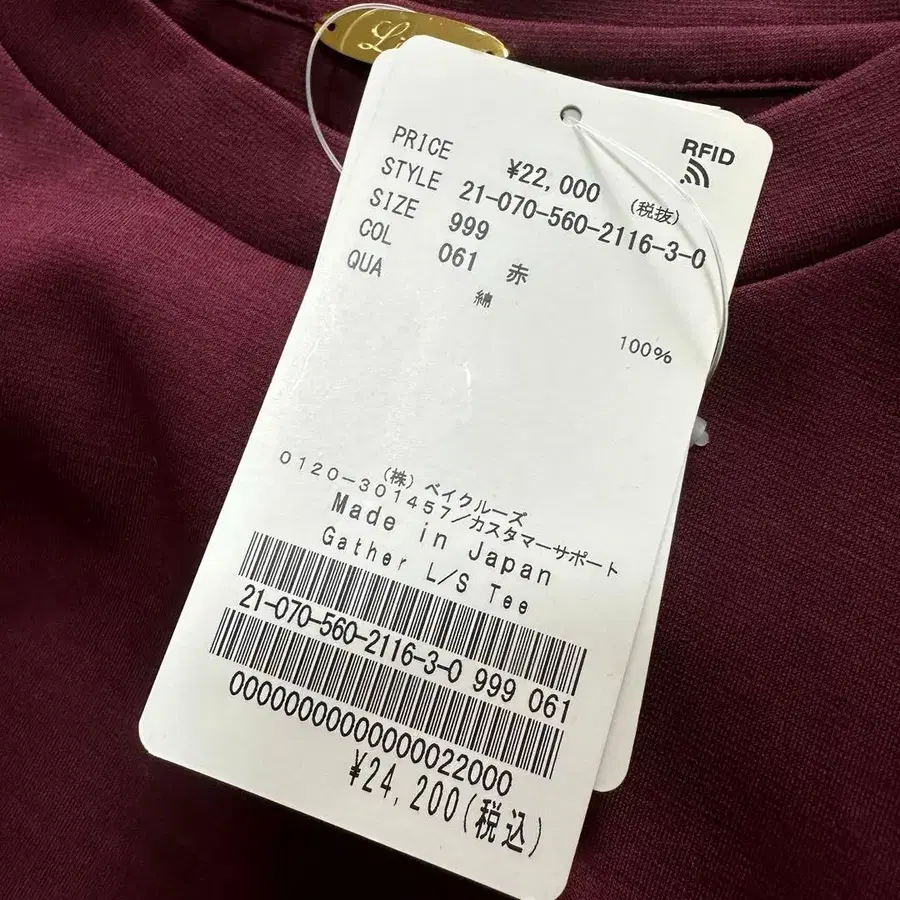 RFID
PRICE ¥22,000 (税抜)
STYLE 21-070-560-2116-3-0
SIZE 999
COL 061 赤
QUA 綿 100%
(株) ベイクルーズ
0120-301457/カスタマーサポート
Made in Japan
Gather L/S Tee
21-070-560-2116-3-0 999 061
0000000000000022000
¥24,200(税込)